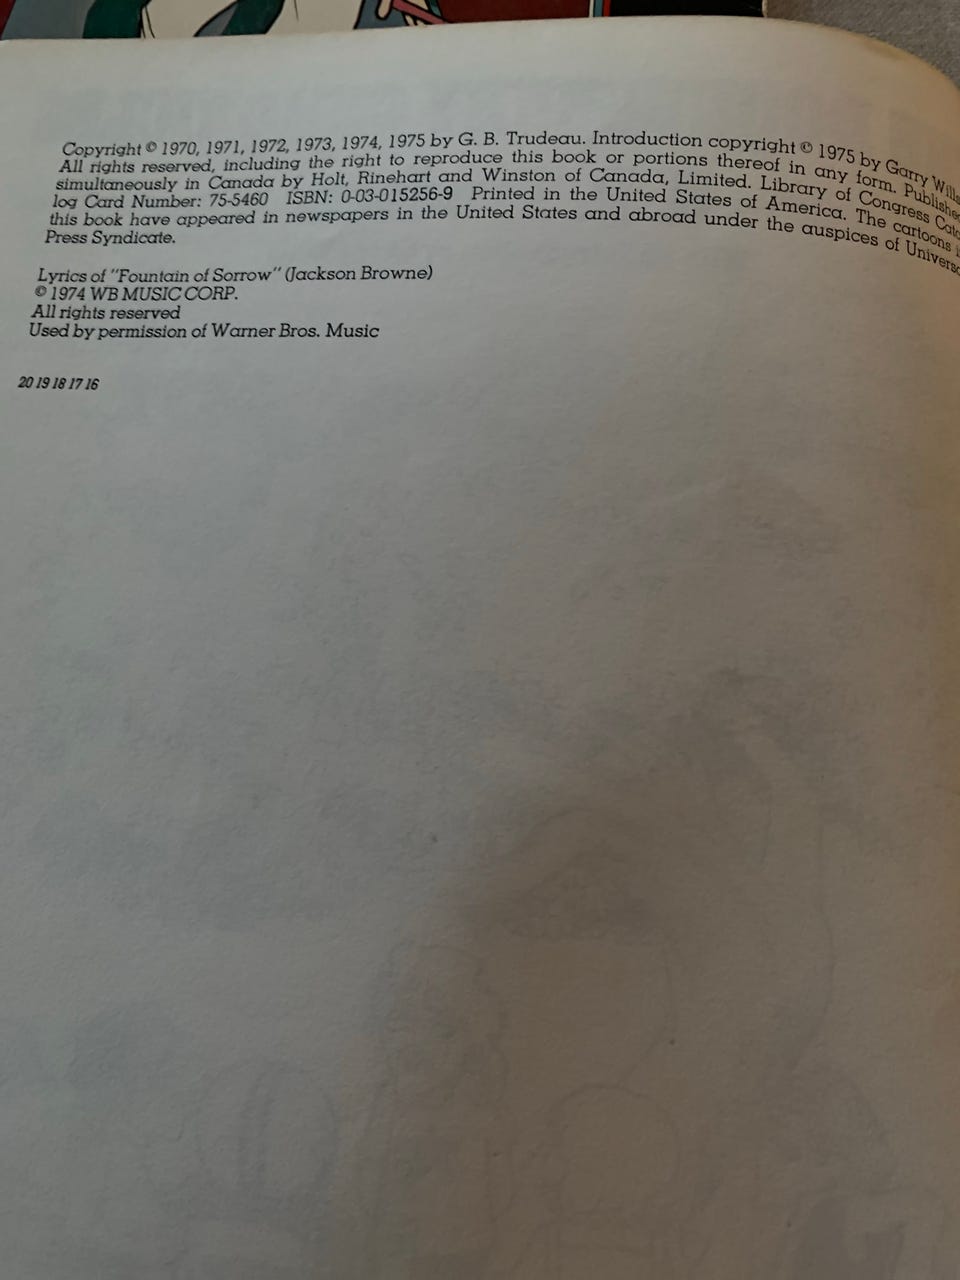 Copyright © 1970, 1971, 1972, 1973, 1974, 1975 by G. B. Trudeau. Introduction copyright © 1975 by Garry Wills
All rights reserved, including the right to reproduce this book or portions thereof in any form. Published
simultaneously in Canada by Holt, Rinehart and Winston of Canada, Limited. Library of Congress Cata
log Card Number: 75-5460 ISBN: 0-03-015256-9 Printed in the United States of America. The cartoons i
this book have appeared in newspapers in the United States and abroad under the auspices of Universa
Press Syndicate.
Lyrics of "Fountain of Sorrow" (Jackson Browne)
© 1974 WB MUSIC CORP.
All rights reserved
Used by permission of Warner Bros. Music
20 19 18 17 16